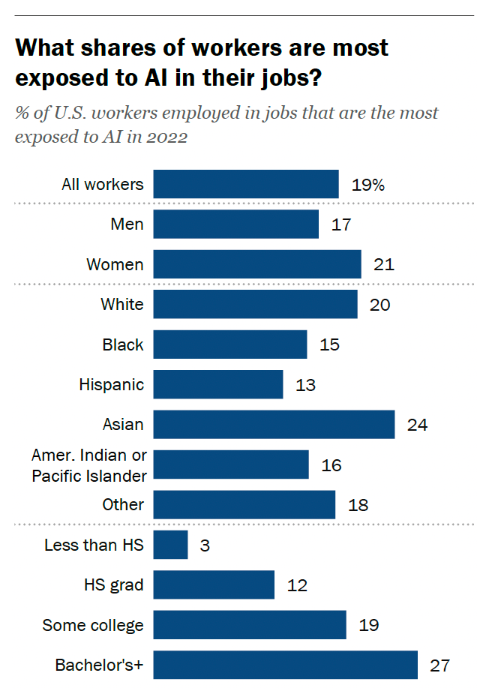 What shares of workers are most
exposed to AI in their jobs?
% of U.S. workers employed in jobs that are the most
exposed to AI in 2022
All workers 19%
Men 17
Women 21
White 20
Black 15
Hispanic 13
Asian 24
Amer. Indian or
Pacific Islander 16
Other 18
Less than HS 3
HS grad 12
Some college 19
Bachelor's+ 27